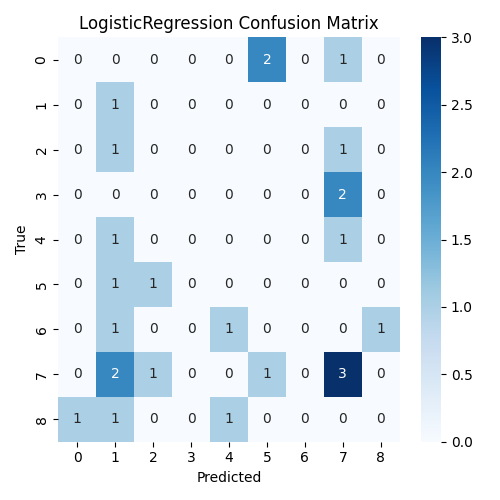 LogisticRegression Confusion Matrix
0 0 0 0 0 0 2 0 1 0
1 0 1 0 0 0 0 0 0 0
2 0 1 0 0 0 0 0 1 0
3 0 0 0 0 0 0 0 2 0
4 0 1 0 0 0 0 0 1 0
5 0 1 1 0 0 0 0 0 0
6 0 1 0 0 1 0 0 0 1
7 0 2 1 0 0 1 0 3 0
8 1 1 0 0 1 0 0 0 0
0 1 2 3 4 5 6 7 8
Predicted
True
3.0
2.5
2.0
1.5
1.0
0.5
0.0